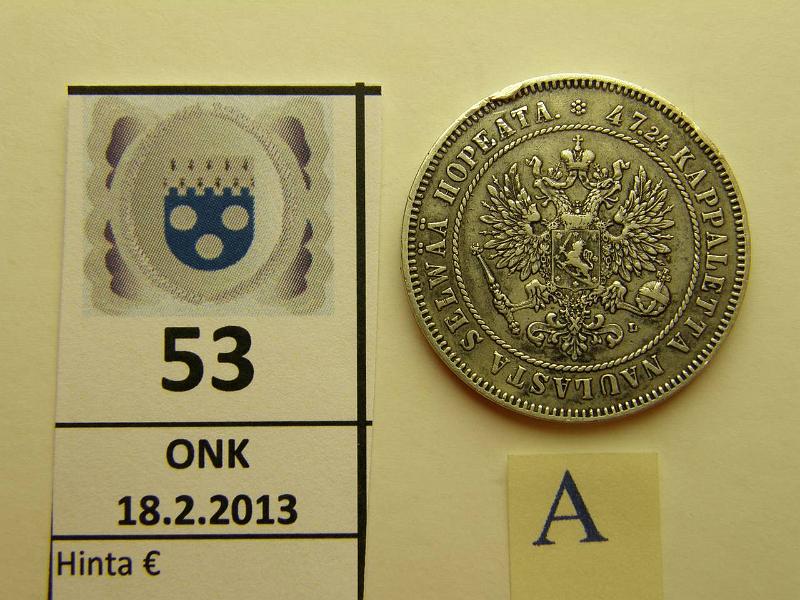 53
ONK
18.2.2013
Hinta €
47.24 KAPPALETTA NAULASTA SELWÄÄ HOPEATA.
L
A